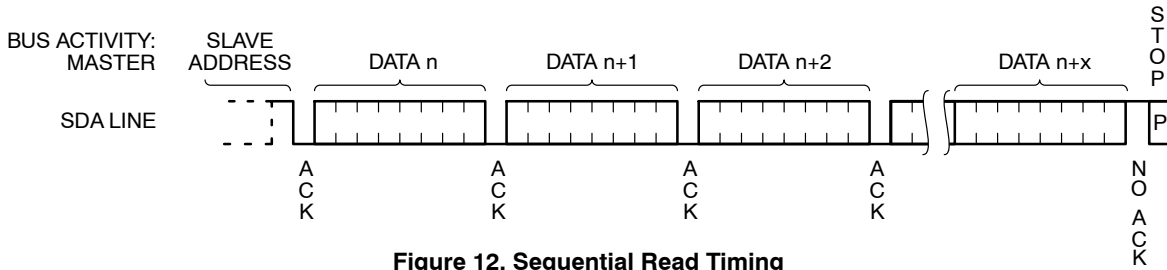 S
T
O
P
BUS ACTIVITY:
MASTER
SLAVE
ADDRESS
DATA n
DATA n+1
DATA n+2
DATA n+x
SDA LINE
P
A
C
K
A
C
K
A
C
K
A
C
K
N
O
A
C
K
Figure 12. Sequential Read Timing